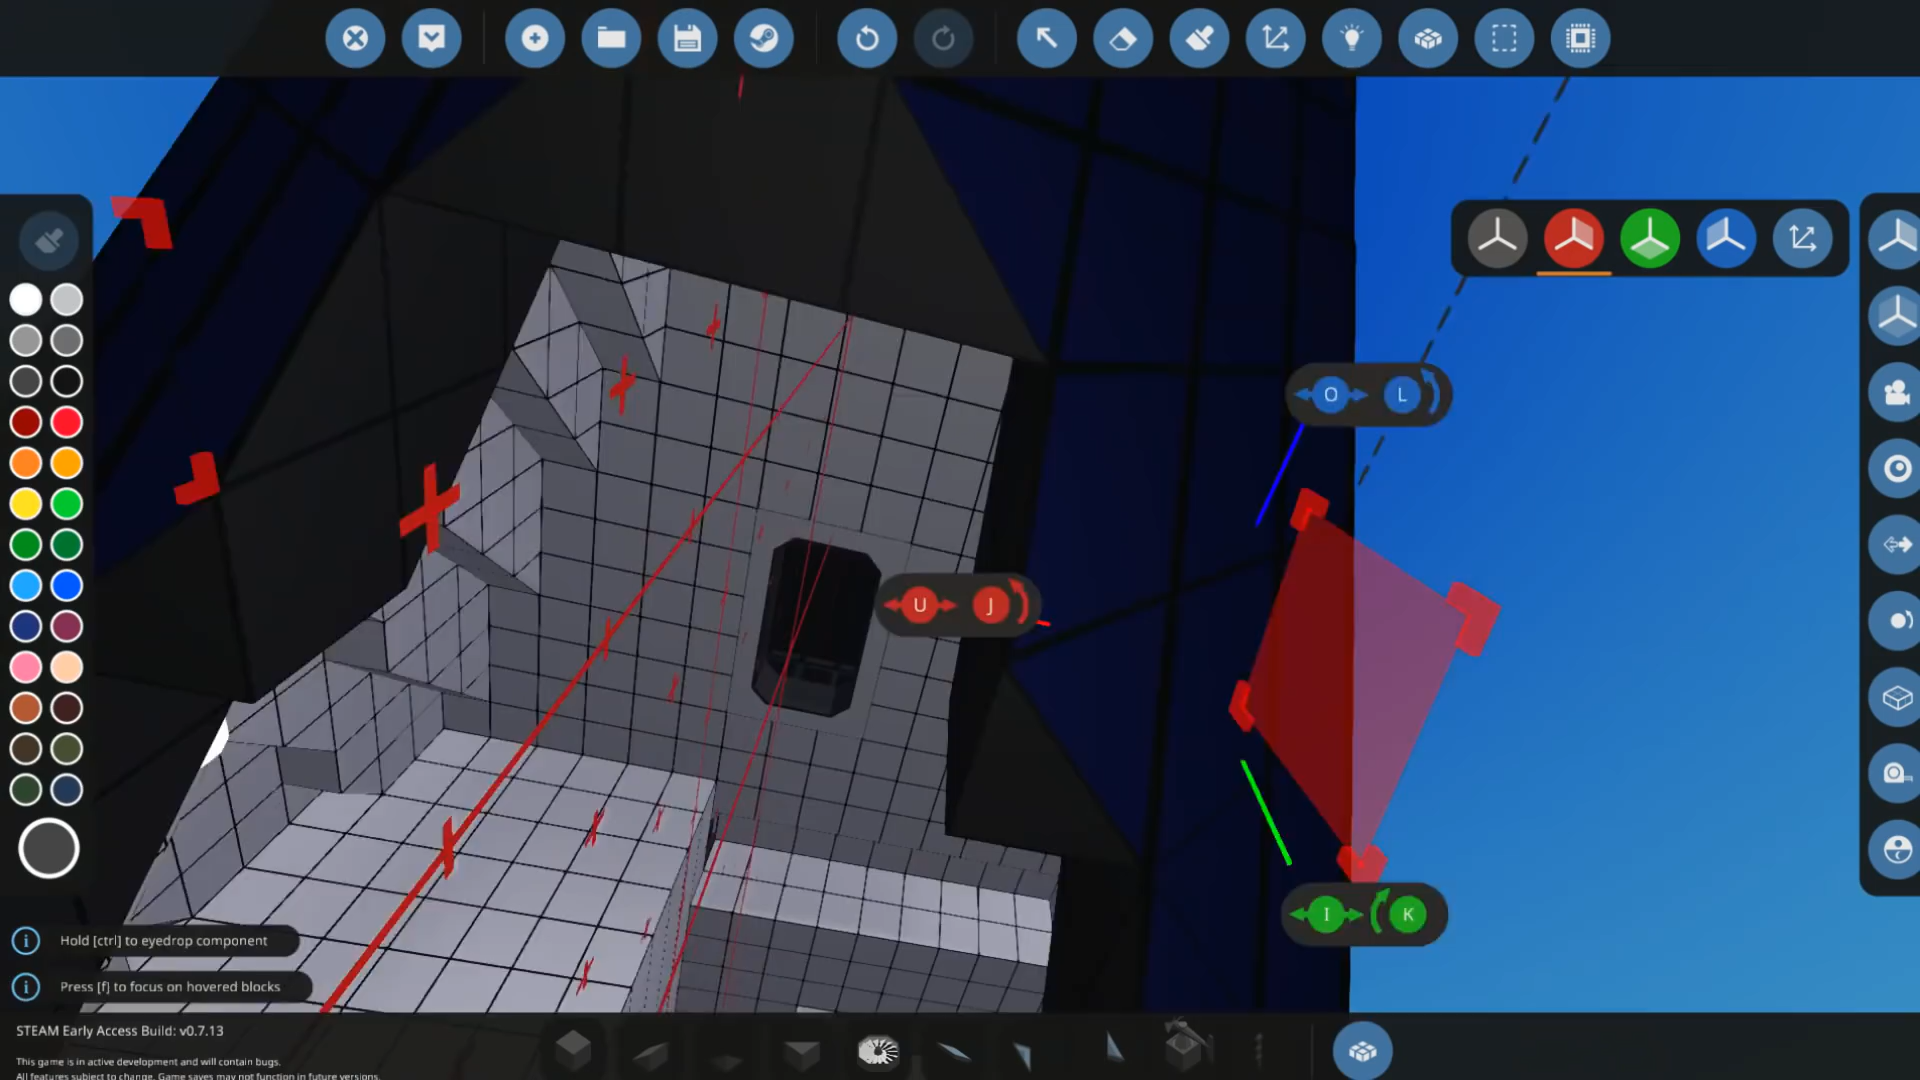 O L
U J
I K
Hold [ctrl] to eyedrop component
Press [f] to focus on hovered blocks
STEAM Early Access Build: v0.7.13
This game is in active development and will contain bugs.
All features subject to change. Game saves may not function in future versions.